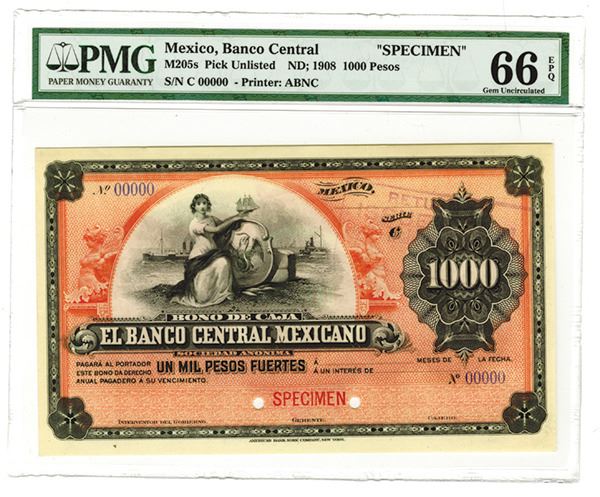 PMG
PAPER MONEY GUARANTY
Mexico, Banco Central "SPECIMEN"
M205s Pick Unlisted ND; 1908 1000 Pesos
S/N C 00000 - Printer: ABNC
66 EPQ
Gem Uncirculated
Nº 00000
MEXICO,
SERIE
C
1000
BONO DE CAJA
EL BANCO CENTRAL MEXICANO
SOCIEDAD ANONIMA
PAGARÁ AL PORTADOR UN MIL PESOS FUERTES Á MESES DE LA FECHA.
ESTE BONO DA DERECHO Á UN INTERES DE
ANUAL PAGADERO Á SU VENCIMIENTO.
Nº 00000
SPECIMEN
INTERVENTOR DEL GOBIERNO. GERENTE. CAJERO.
AMERICAN BANK NOTE COMPANY, NEW YORK.